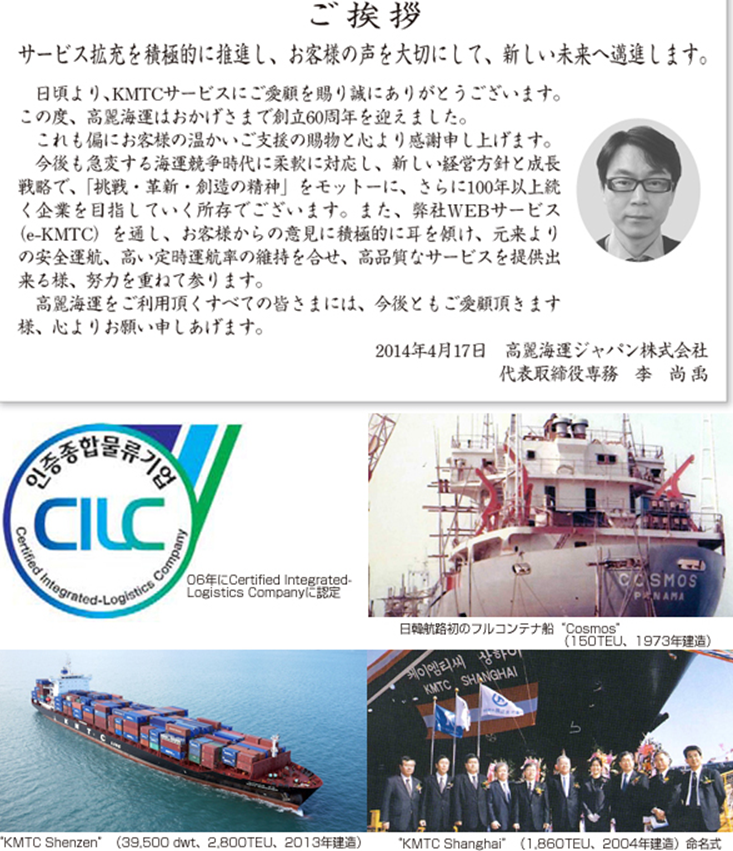 ご挨拶
サービス拡充を積極的に推進し、お客様の声を大切にして、新しい未来へ邁進します。
日頃より、KMTCサービスにご愛顧を賜り誠にありがとうございます。
この度、高麗海運はおかげさまで創立60周年を迎えました。
これも偏にお客様の温かいご支援の賜物と心より感謝申し上げます。
今後も急変する海運競争時代に柔軟に対応し、新しい経営方針と成長
戦略で、「挑戦・革新・創造の精神」をモットーに、さらに100年以上続
く企業を目指していく所存でございます。また、弊社WEBサービス
(e-KMTC) を通し、お客様からの意見に積極的に耳を傾け、元来より
の安全運航、高い定時運航率の維持を合せ、高品質なサービスを提供出
来る様、努力を重ねて参ります。
高麗海運をご利用頂くすべての皆さまには、今後ともご愛顧頂きます
様、心よりお願い申しあげます。
2014年4月17日 高麗海運ジャパン株式会社
代表取締役専務 李 尚 禹
인증종합물류기업
CILC
Certified Integrated-Logistics Company
06年にCertified Integrated-
Logistics Companyに認定
COSMOS
PANAMA
日韓航路初のフルコンテナ船 "Cosmos"
(150TEU、1973年建造)
KMTC LINE
케이엠티씨 상하이
KMTC SHANGHAI
"KMTC Shenzen" (39,500 dwt、2,800TEU、2013年建造)
"KMTC Shanghai" (1,860TEU、2004年建造) 命名式